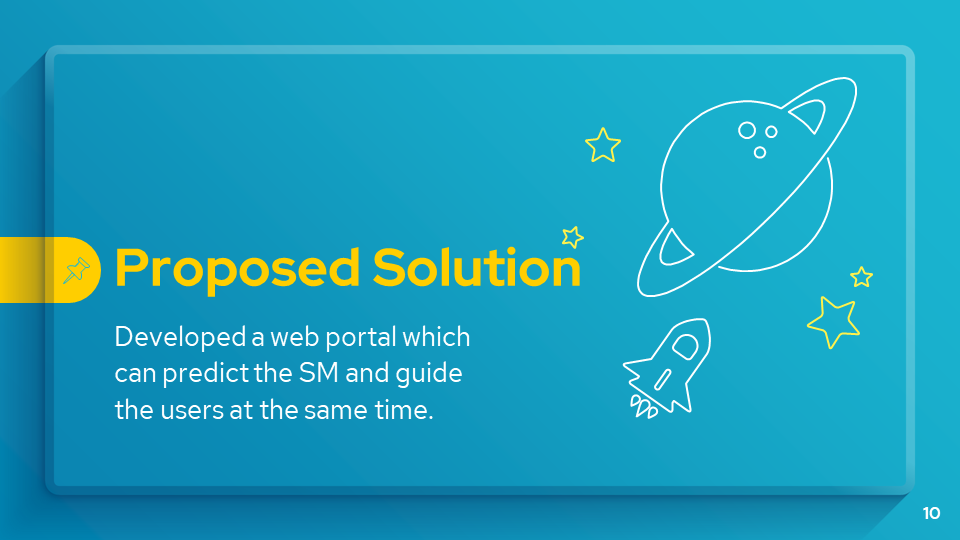 Proposed Solution
Developed a web portal which
can predict the SM and guide
the users at the same time.
10